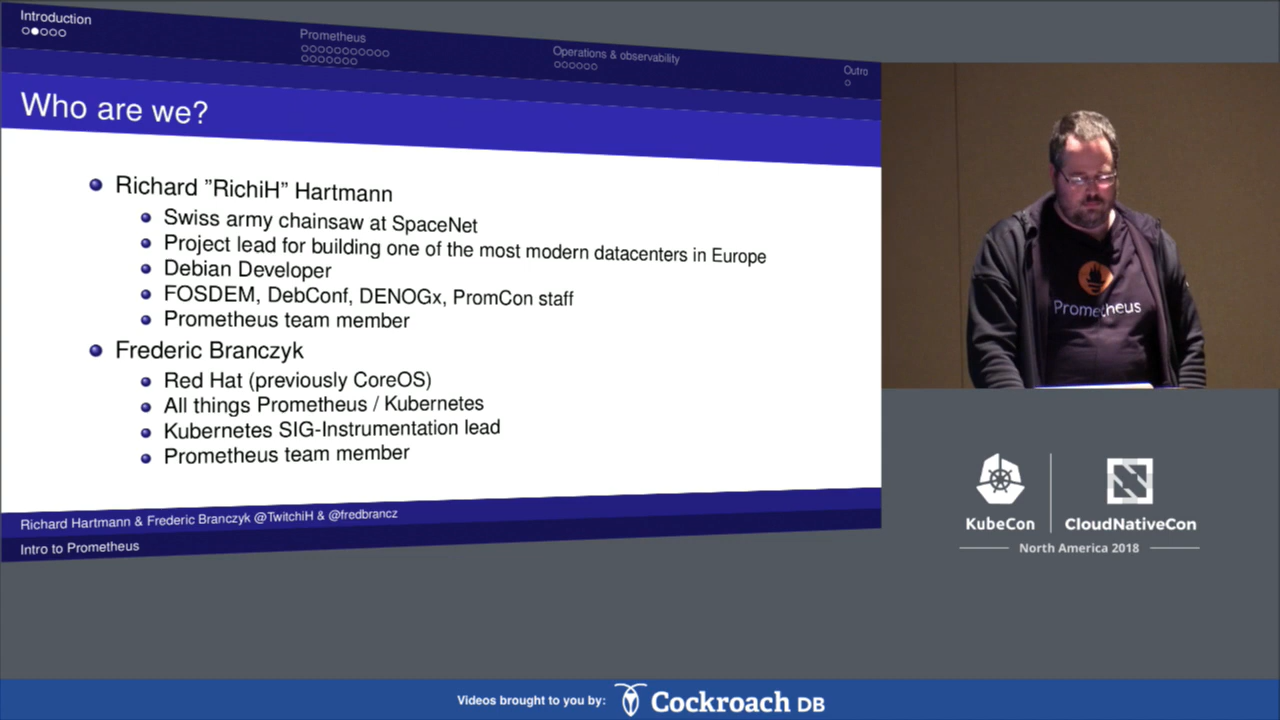 Introduction
Prometheus
Operations & observability
Outro
Who are we?
Richard ”RichiH” Hartmann
Swiss army chainsaw at SpaceNet
Project lead for building one of the most modern datacenters in Europe
Debian Developer
FOSDEM, DebConf, DENOGx, PromCon staff
Prometheus team member
Frederic Branczyk
Red Hat (previously CoreOS)
All things Prometheus / Kubernetes
Kubernetes SIG-Instrumentation lead
Prometheus team member
Richard Hartmann & Frederic Branczyk @TwitchiH & @fredbrancz
Intro to Prometheus
Prometheus
KubeCon
CloudNativeCon
North America 2018
Videos brought to you by:
Cockroach DB